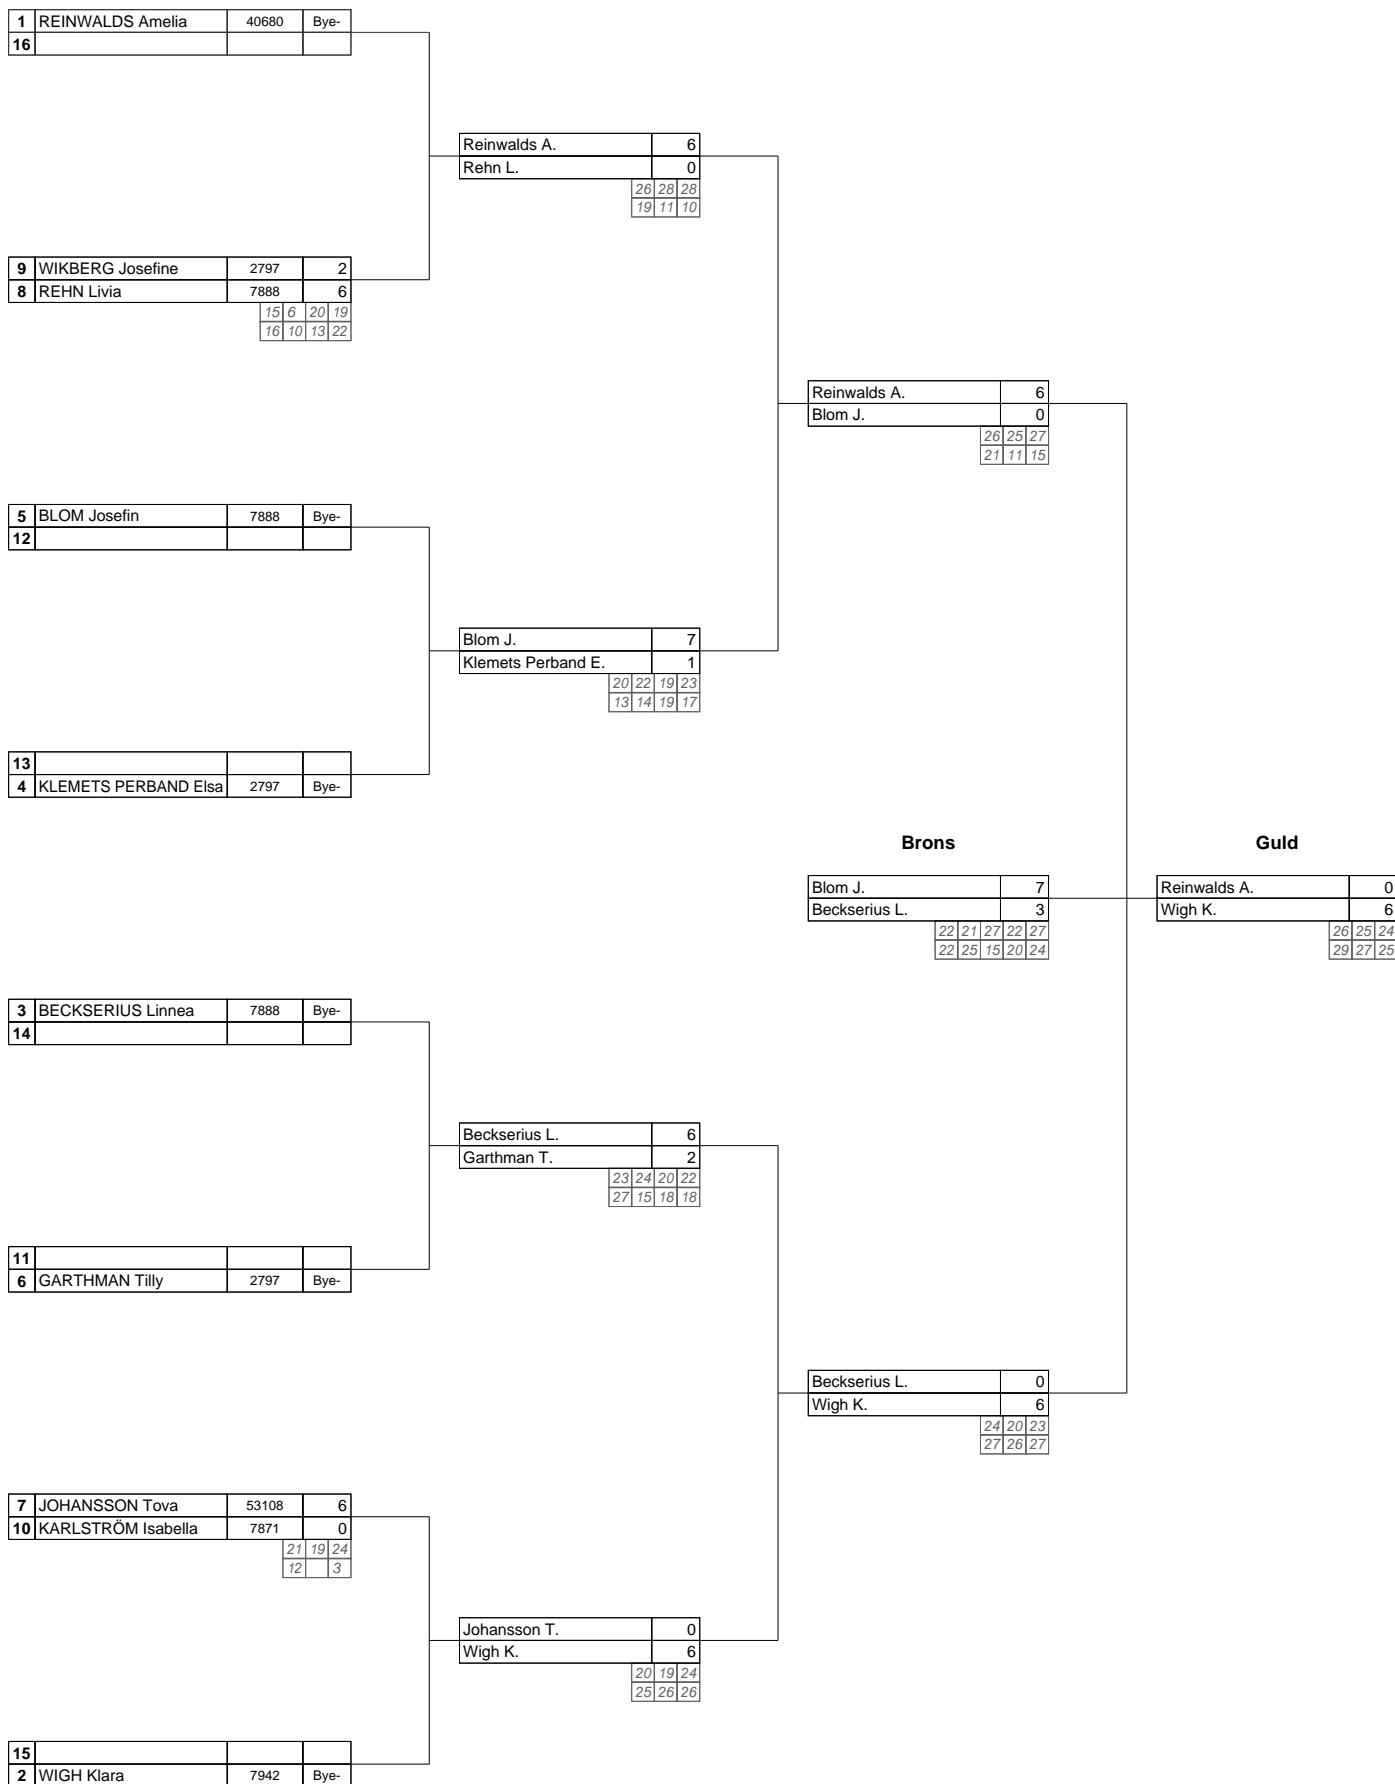 1 REINWALDS Amelia 40680 Bye-
16
Reinwalds A. 6
Rehn L. 0
26 28 28
19 11 10
9 WIKBERG Josefine 2797 2
8 REHN Livia 7888 6
15 6 20 19
16 10 13 22
Reinwalds A. 6
Blom J. 0
26 25 27
21 11 15
5 BLOM Josefin 7888 Bye-
12
Blom J. 7
Klemets Perband E. 1
20 22 19 23
13 14 19 17
13
4 KLEMETS PERBAND Elsa 2797 Bye-
Brons Guld
Blom J. 7 Reinwalds A. 0
Beckserius L. 3 Wigh K. 6
22 21 27 22 27 26 25 24
22 25 15 20 24 29 27 25
3 BECKSERIUS Linnea 7888 Bye-
14
Beckserius L. 6
Garthman T. 2
23 24 20 22
27 15 18 18
11
6 GARTHMAN Tilly 2797 Bye-
Beckserius L. 0
Wigh K. 6
24 20 23
27 26 27
7 JOHANSSON Tova 53108 6
10 KARLSTRÖM Isabella 7871 0
21 19 24
12 3
Johansson T. 0
Wigh K. 6
20 19 24
25 26 26
15
2 WIGH Klara 7942 Bye-